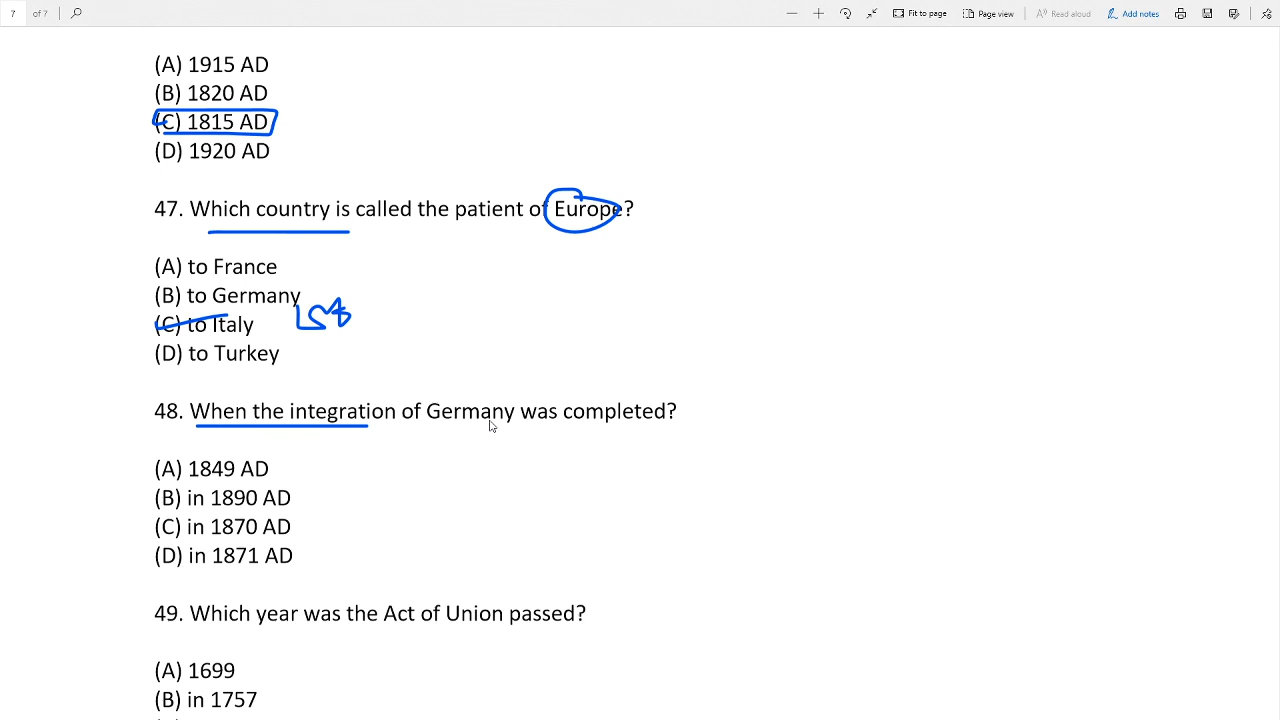 7 of 7 Fit to page Page view Read aloud Add notes
(A) 1915 AD
(B) 1820 AD
(C) 1815 AD
(D) 1920 AD
47. Which country is called the patient of Europe?
(A) to France
(B) to Germany
(C) to Italy
(D) to Turkey
48. When the integration of Germany was completed?
(A) 1849 AD
(B) in 1890 AD
(C) in 1870 AD
(D) in 1871 AD
49. Which year was the Act of Union passed?
(A) 1699
(B) in 1757